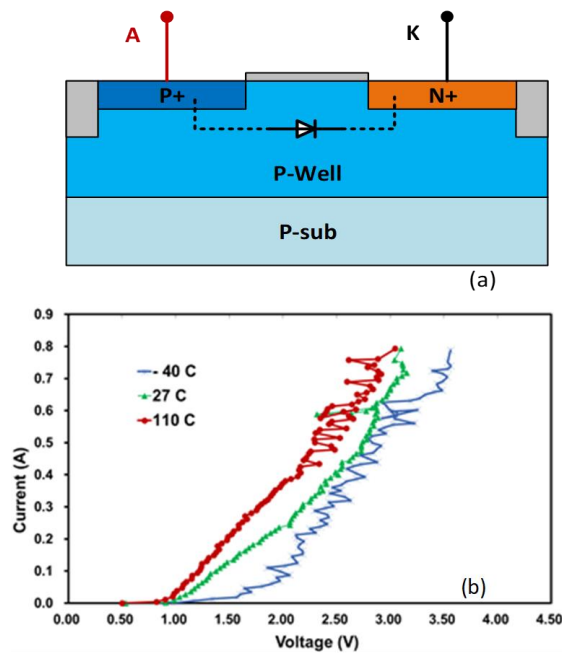 A
K
P+
N+
P-Well
P-sub
(a)
0.9
0.8
0.7
0.6
0.5
0.4
0.3
0.2
0.1
0.0
Current (A)
- 40 C
27 C
110 C
(b)
0.00 0.50 1.00 1.50 2.00 2.50 3.00 3.50 4.00 4.50
Voltage (V)